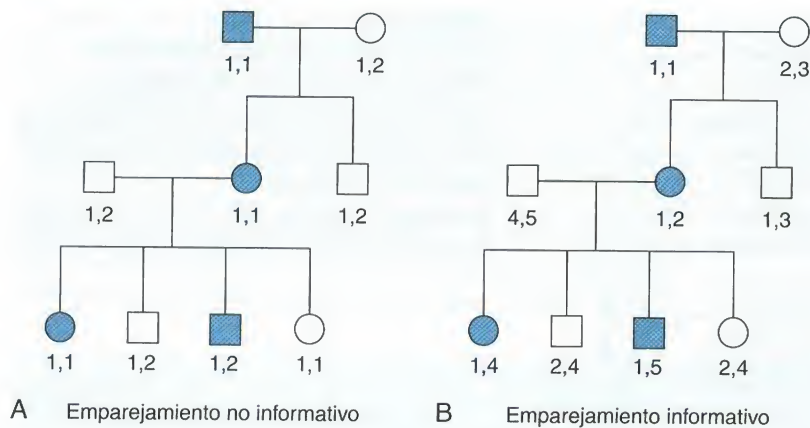 1,1 1,2
1,2 1,1 1,2
1,1 1,2 1,2 1,1
A Emparejamiento no informativo
1,1 2,3
4,5 1,2 1,3
1,4 2,4 1,5 2,4
B Emparejamiento informativo